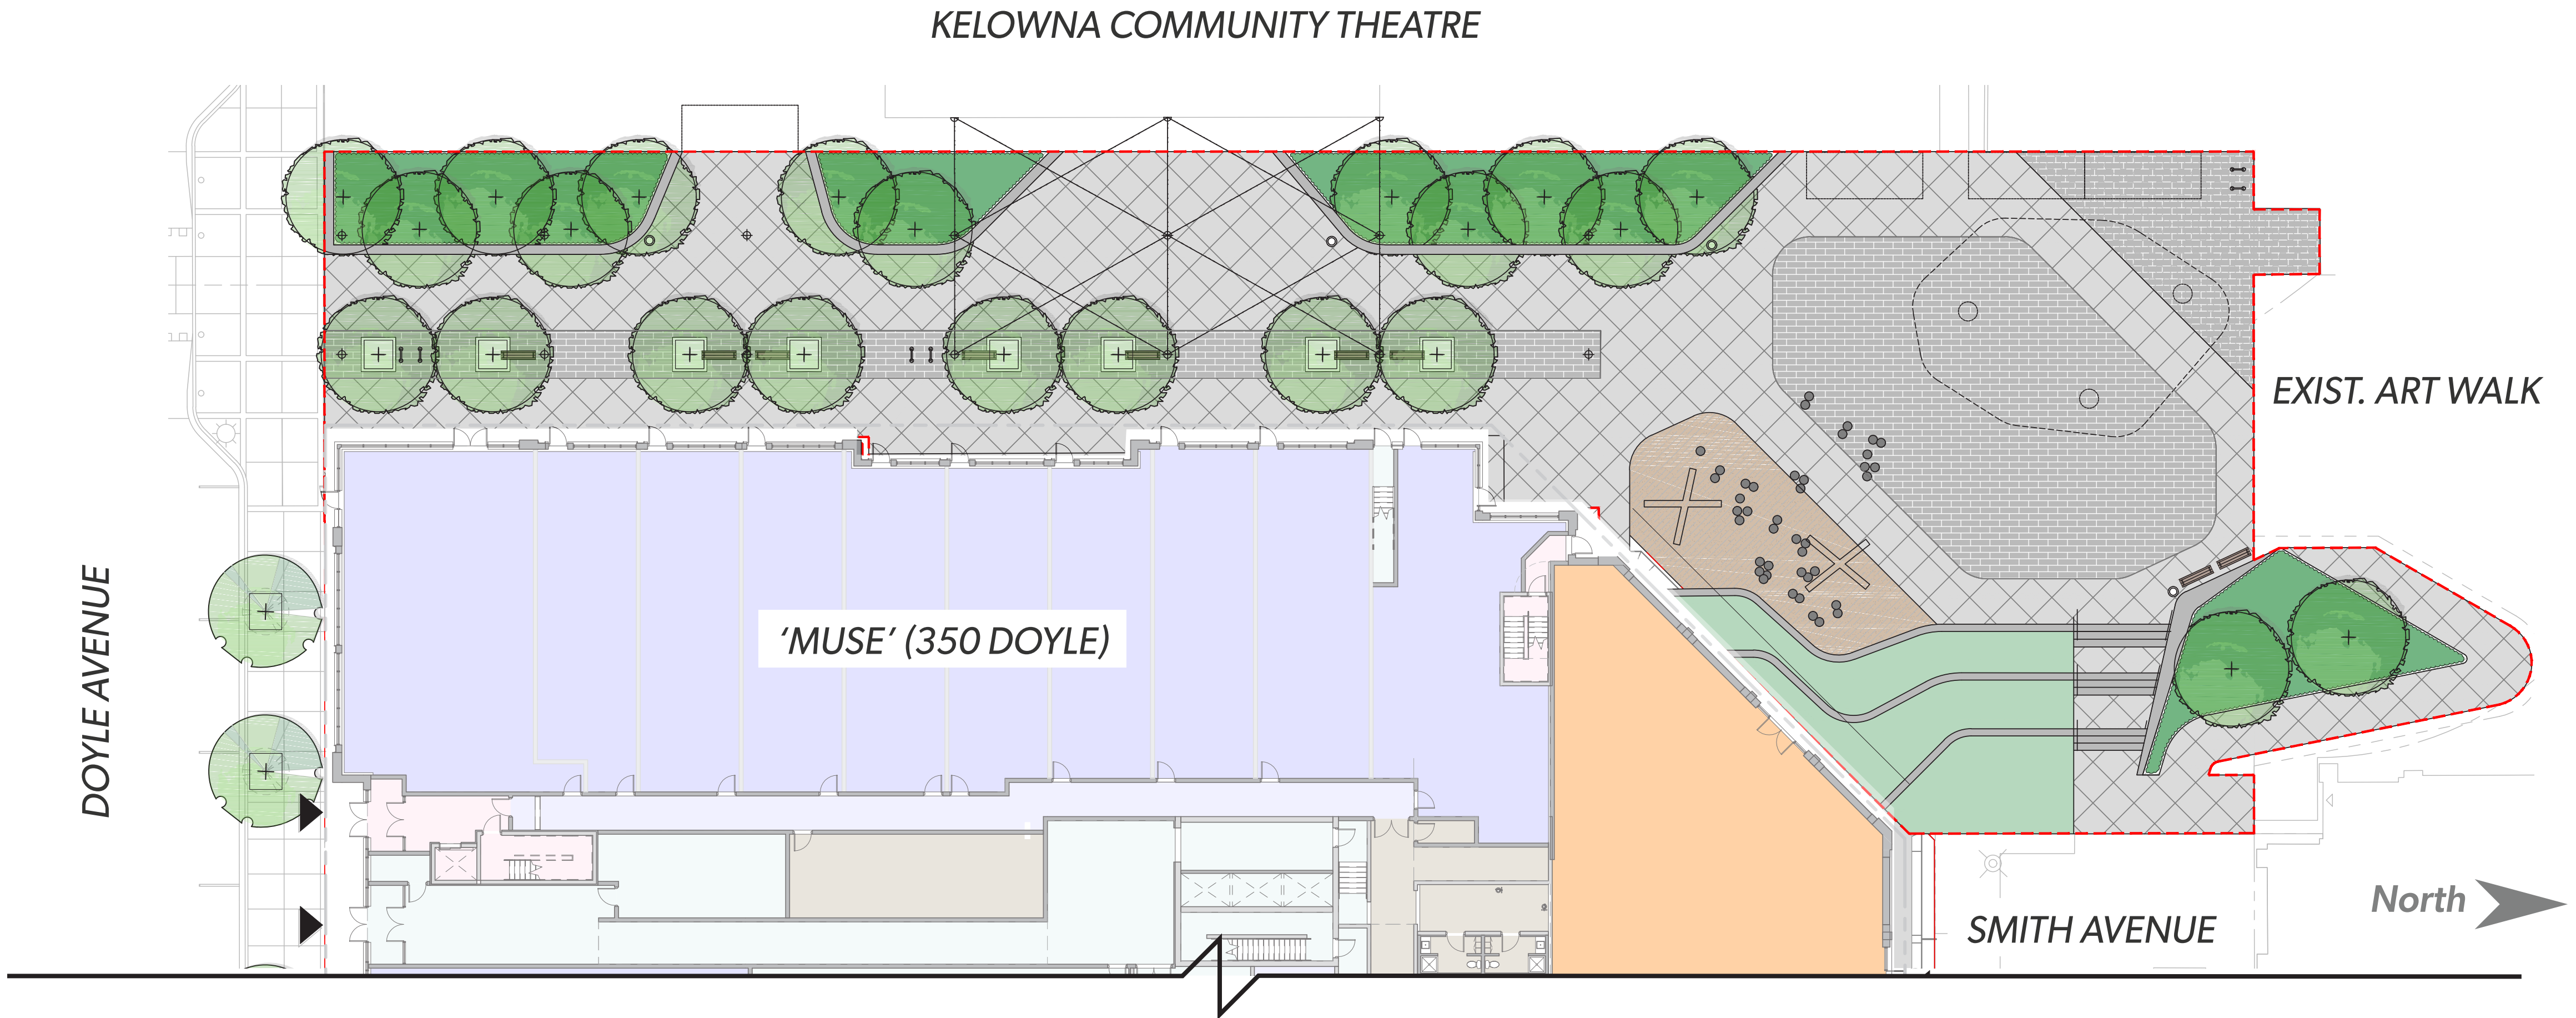 KELOWNA COMMUNITY THEATRE
EXIST. ART WALK
DOYLE AVENUE
‘MUSE’ (350 DOYLE)
North
SMITH AVENUE